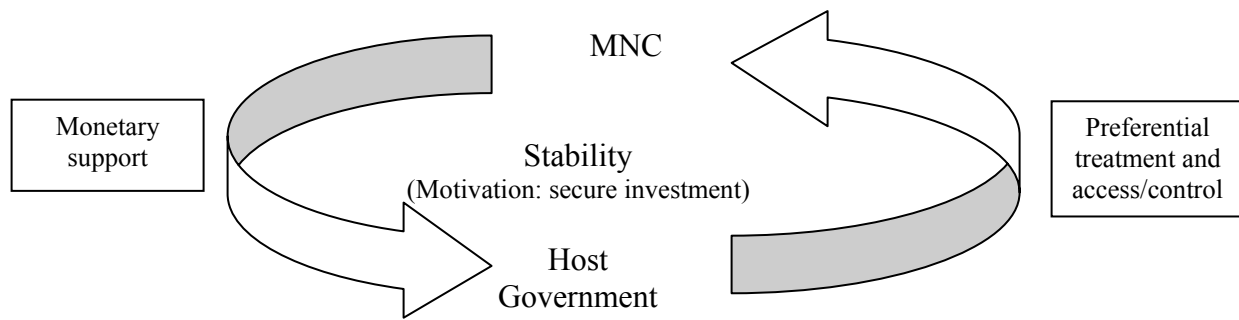 MNC
Monetary
support
Stability
(Motivation: secure investment)
Preferential
treatment and
access/control
Host
Government